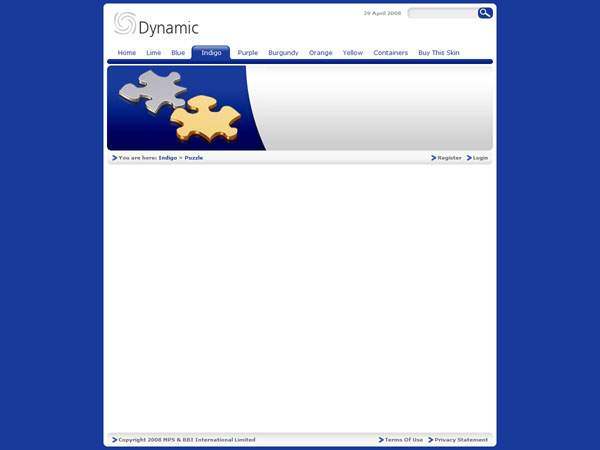 Dynamic
29 April 2008
Home Lime Blue Indigo Purple Burgundy Orange Yellow Containers Buy This Skin
You are here: Indigo » Puzzle
Register Login
Copyright 2008 MPS & BBI International Limited
Terms Of Use Privacy Statement